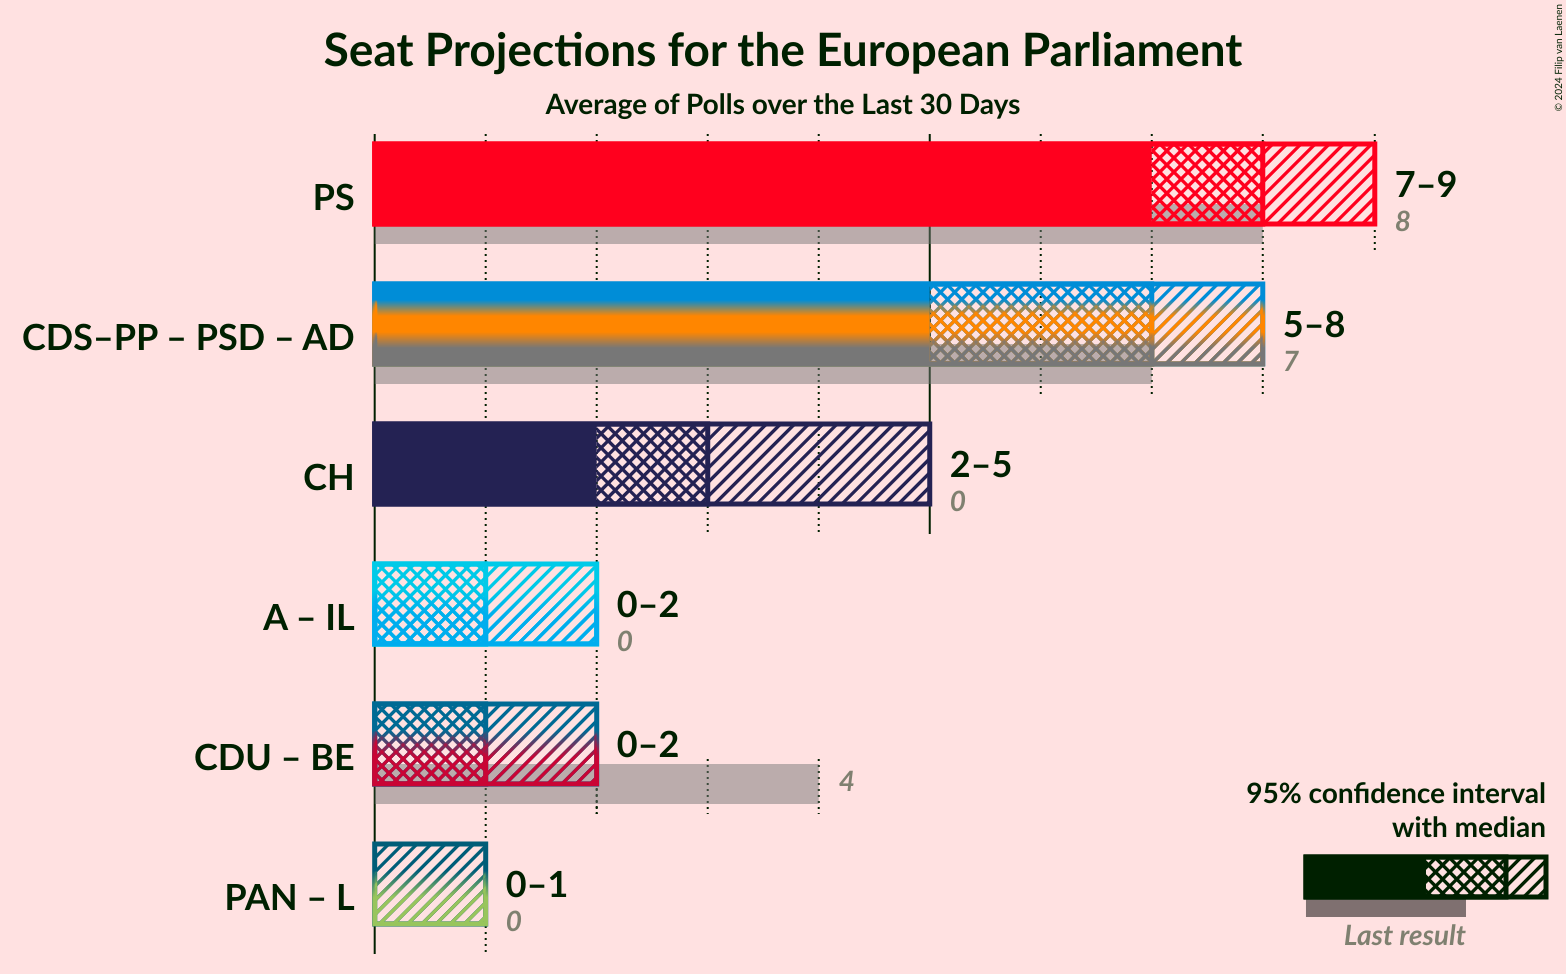 Seat Projections for the European Parliament
Average of Polls over the Last 30 Days
© 2024 Filip van Laenen
PS
7–9
8
CDS–PP – PSD – AD
5–8
7
CH
2–5
0
A – IL
0–2
0
CDU – BE
0–2
4
PAN – L
0–1
0
95% confidence interval
with median
Last result